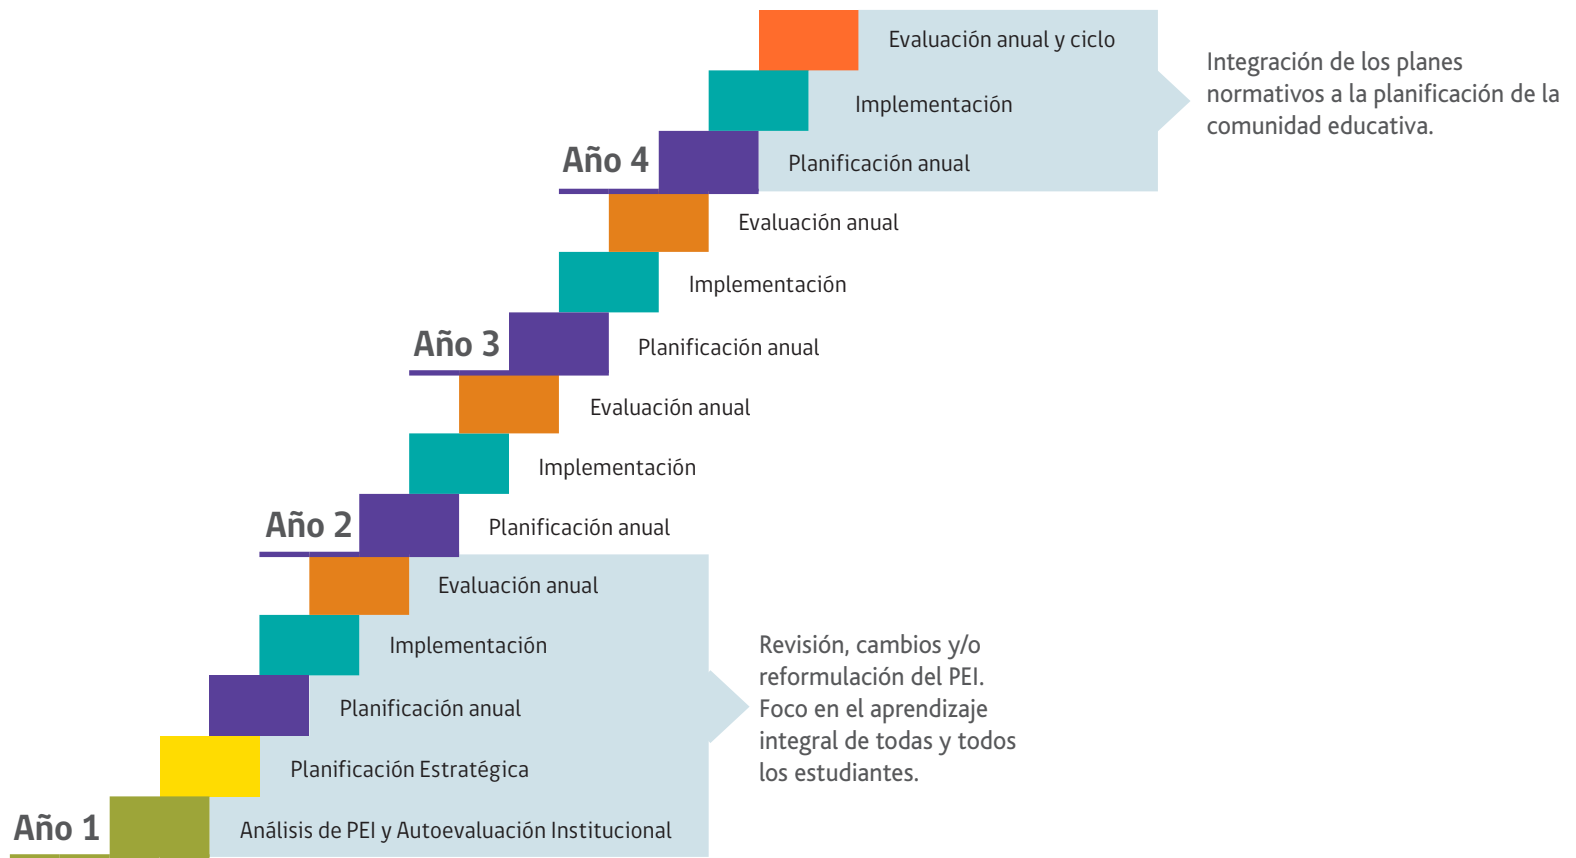 Evaluación anual y ciclo
Implementación
Año 4
Planificación anual
Integración de los planes
normativos a la planificación de la
comunidad educativa.
Evaluación anual
Implementación
Año 3
Planificación anual
Evaluación anual
Implementación
Año 2
Planificación anual
Evaluación anual
Implementación
Planificación anual
Planificación Estratégica
Año 1
Análisis de PEI y Autoevaluación Institucional
Revisión, cambios y/o
reformulación del PEI.
Foco en el aprendizaje
integral de todas y todos
los estudiantes.